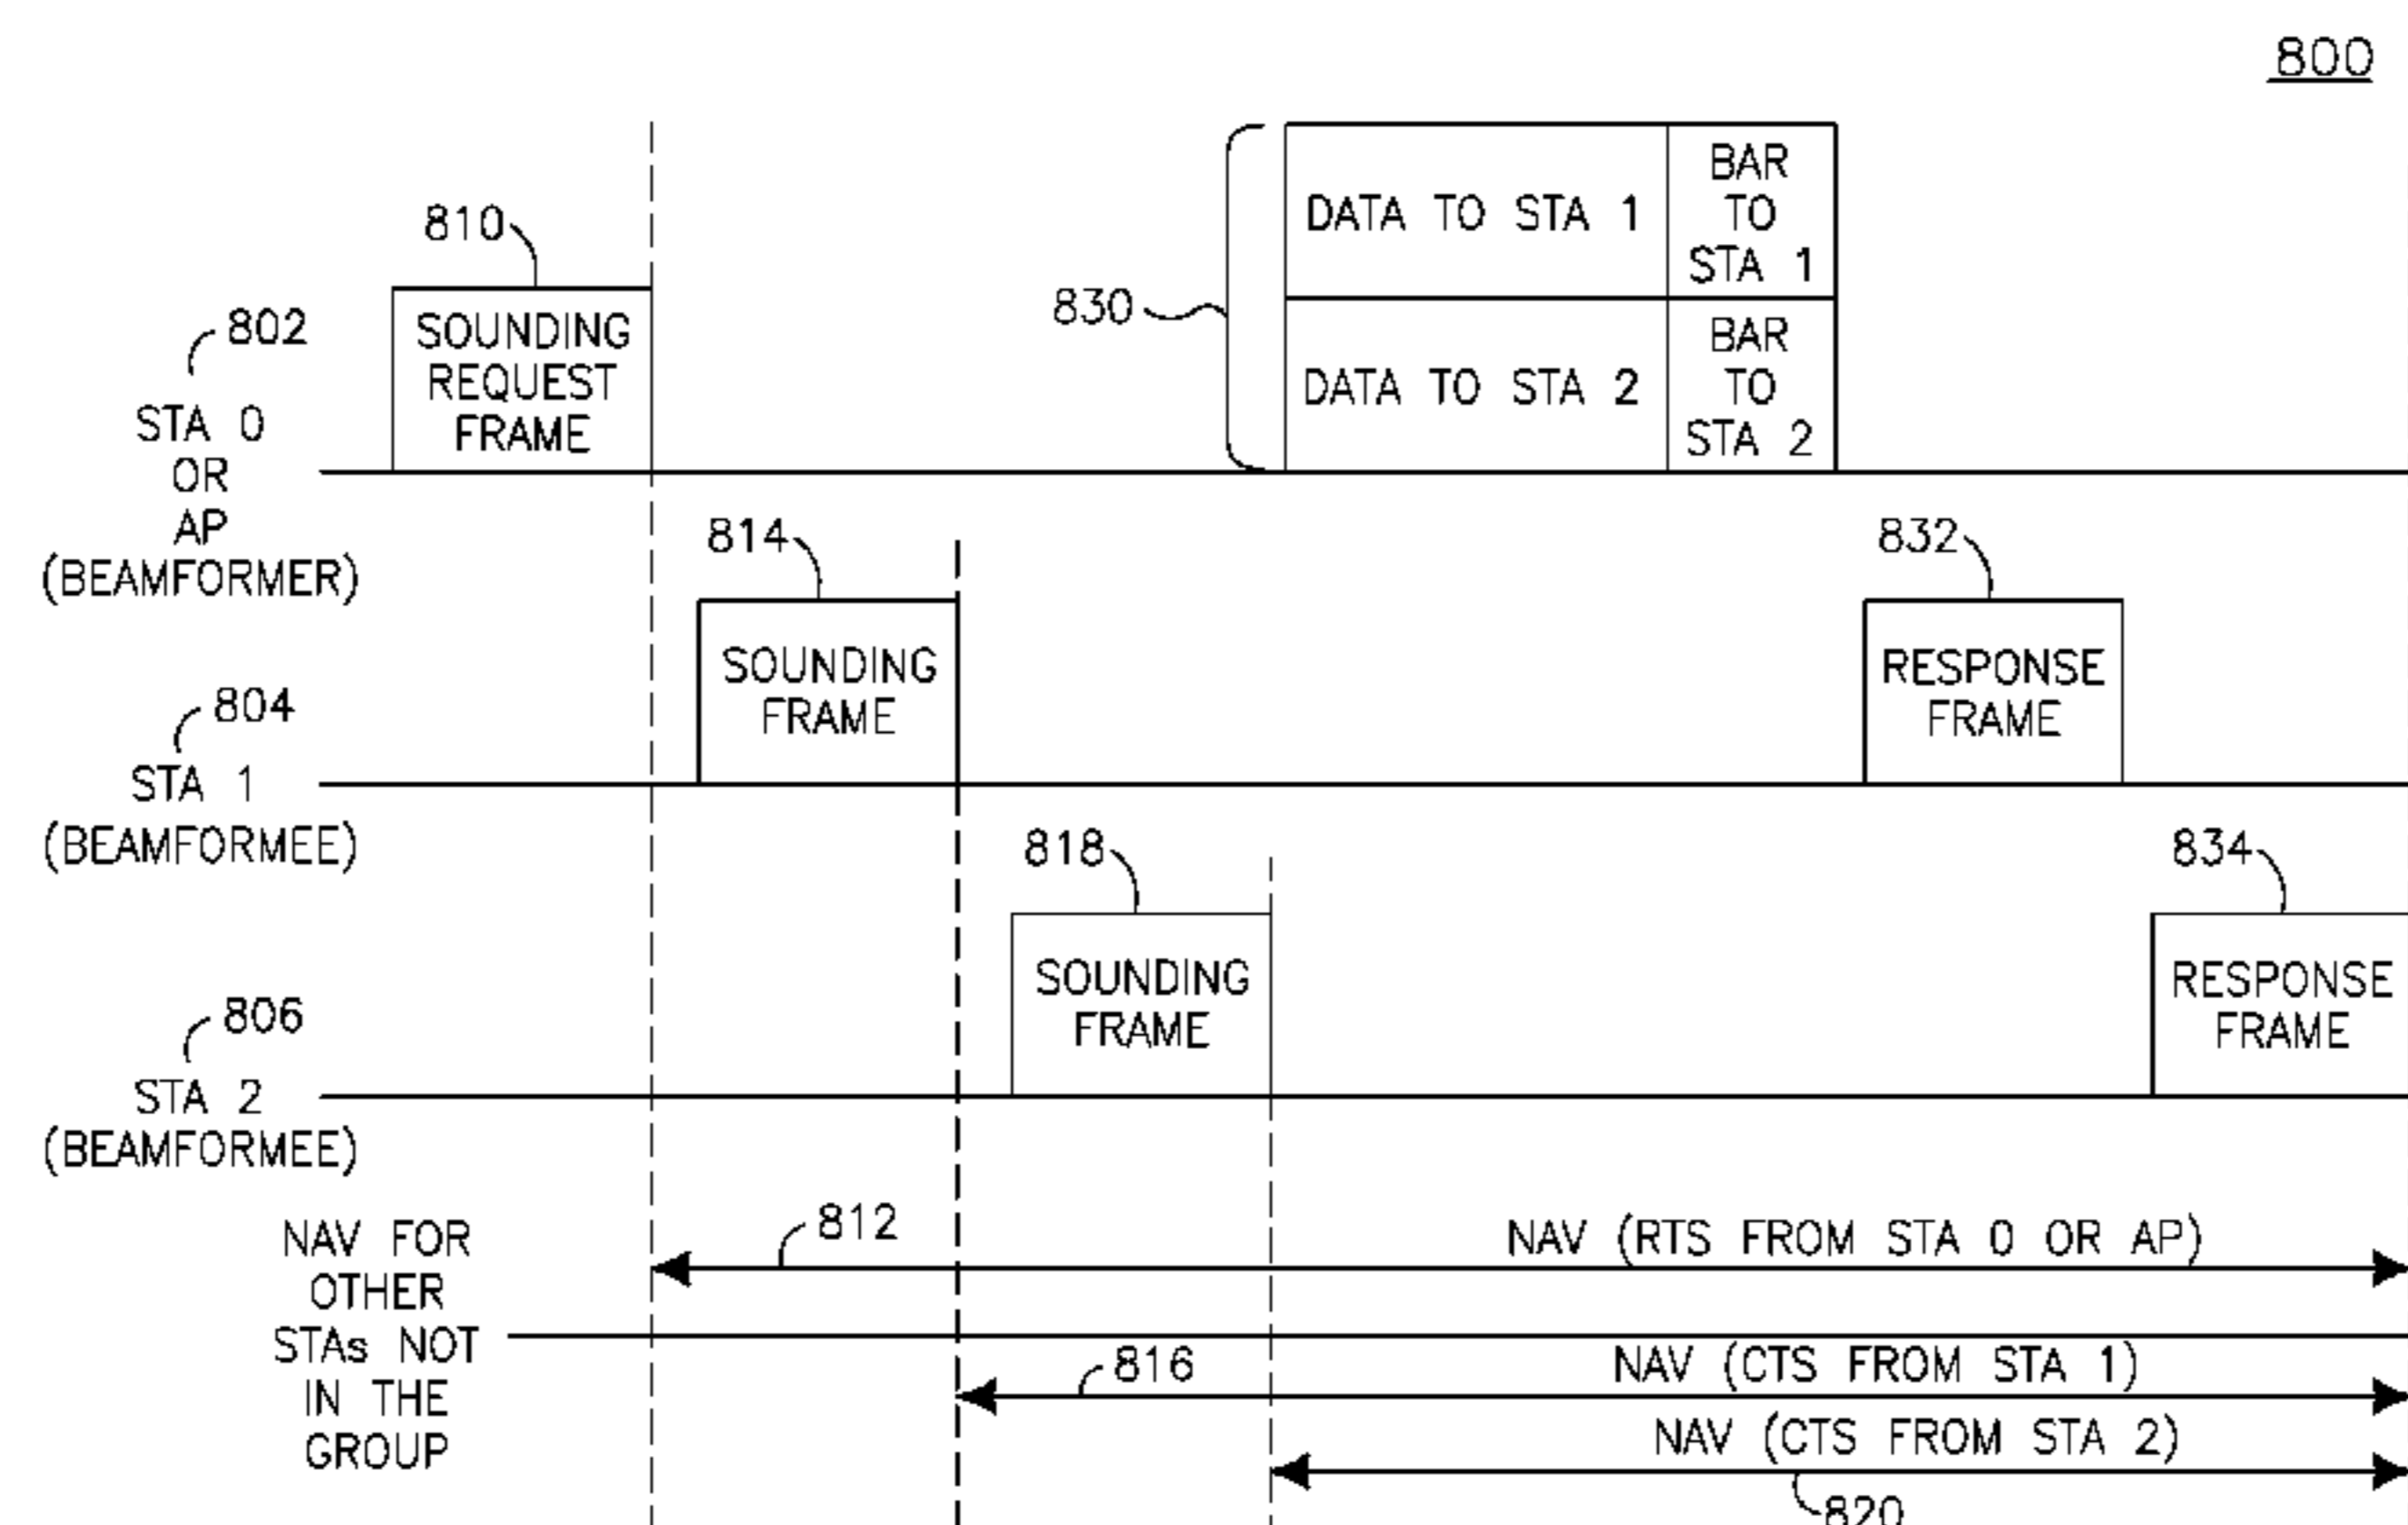 800
810
SOUNDING
REQUEST
FRAME
802
STA 0
OR
AP
(BEAMFORMER)
830
DATA TO STA 1
BAR
TO
STA 1
DATA TO STA 2
BAR
TO
STA 2
814
SOUNDING
FRAME
832
RESPONSE
FRAME
804
STA 1
(BEAMFORMEE)
818
SOUNDING
FRAME
834
RESPONSE
FRAME
806
STA 2
(BEAMFORMEE)
NAV FOR
OTHER
STAs NOT
IN THE
GROUP
812
NAV (RTS FROM STA 0 OR AP)
816
NAV (CTS FROM STA 1)
NAV (CTS FROM STA 2)
820